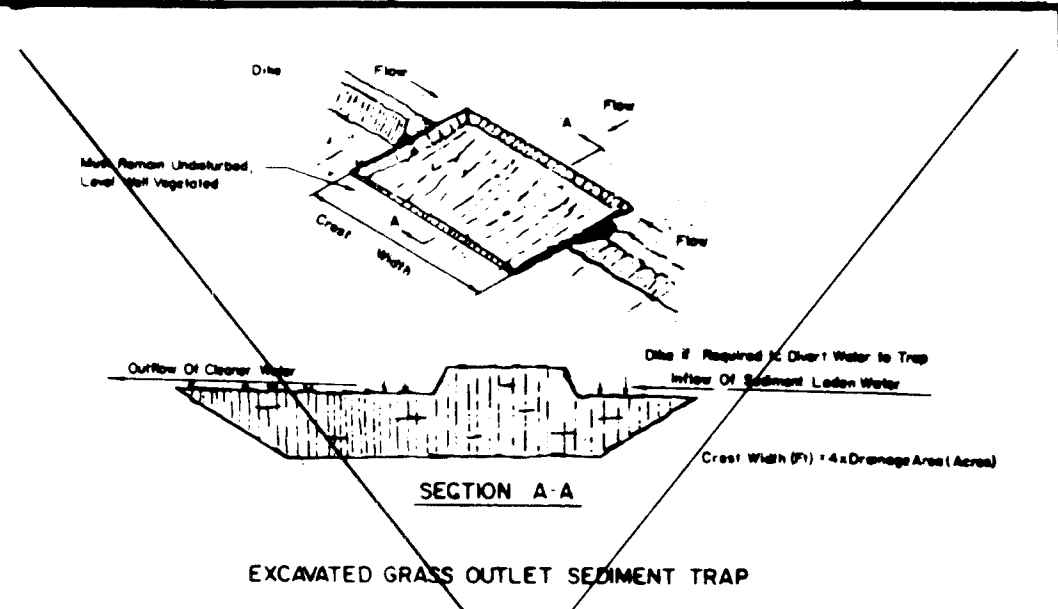 Dike
Flow
Flow
A
Must Remain Undisturbed,
Level Well Vegetated
A
Flow
Crest Width
Dike if Required to Divert Water to Trap
Outflow Of Cleaner Water
Inflow Of Sediment Laden Water
Crest Width (Ft) = 4 x Drainage Area (Acres)
SECTION A-A
EXCAVATED GRASS OUTLET SEDIMENT TRAP